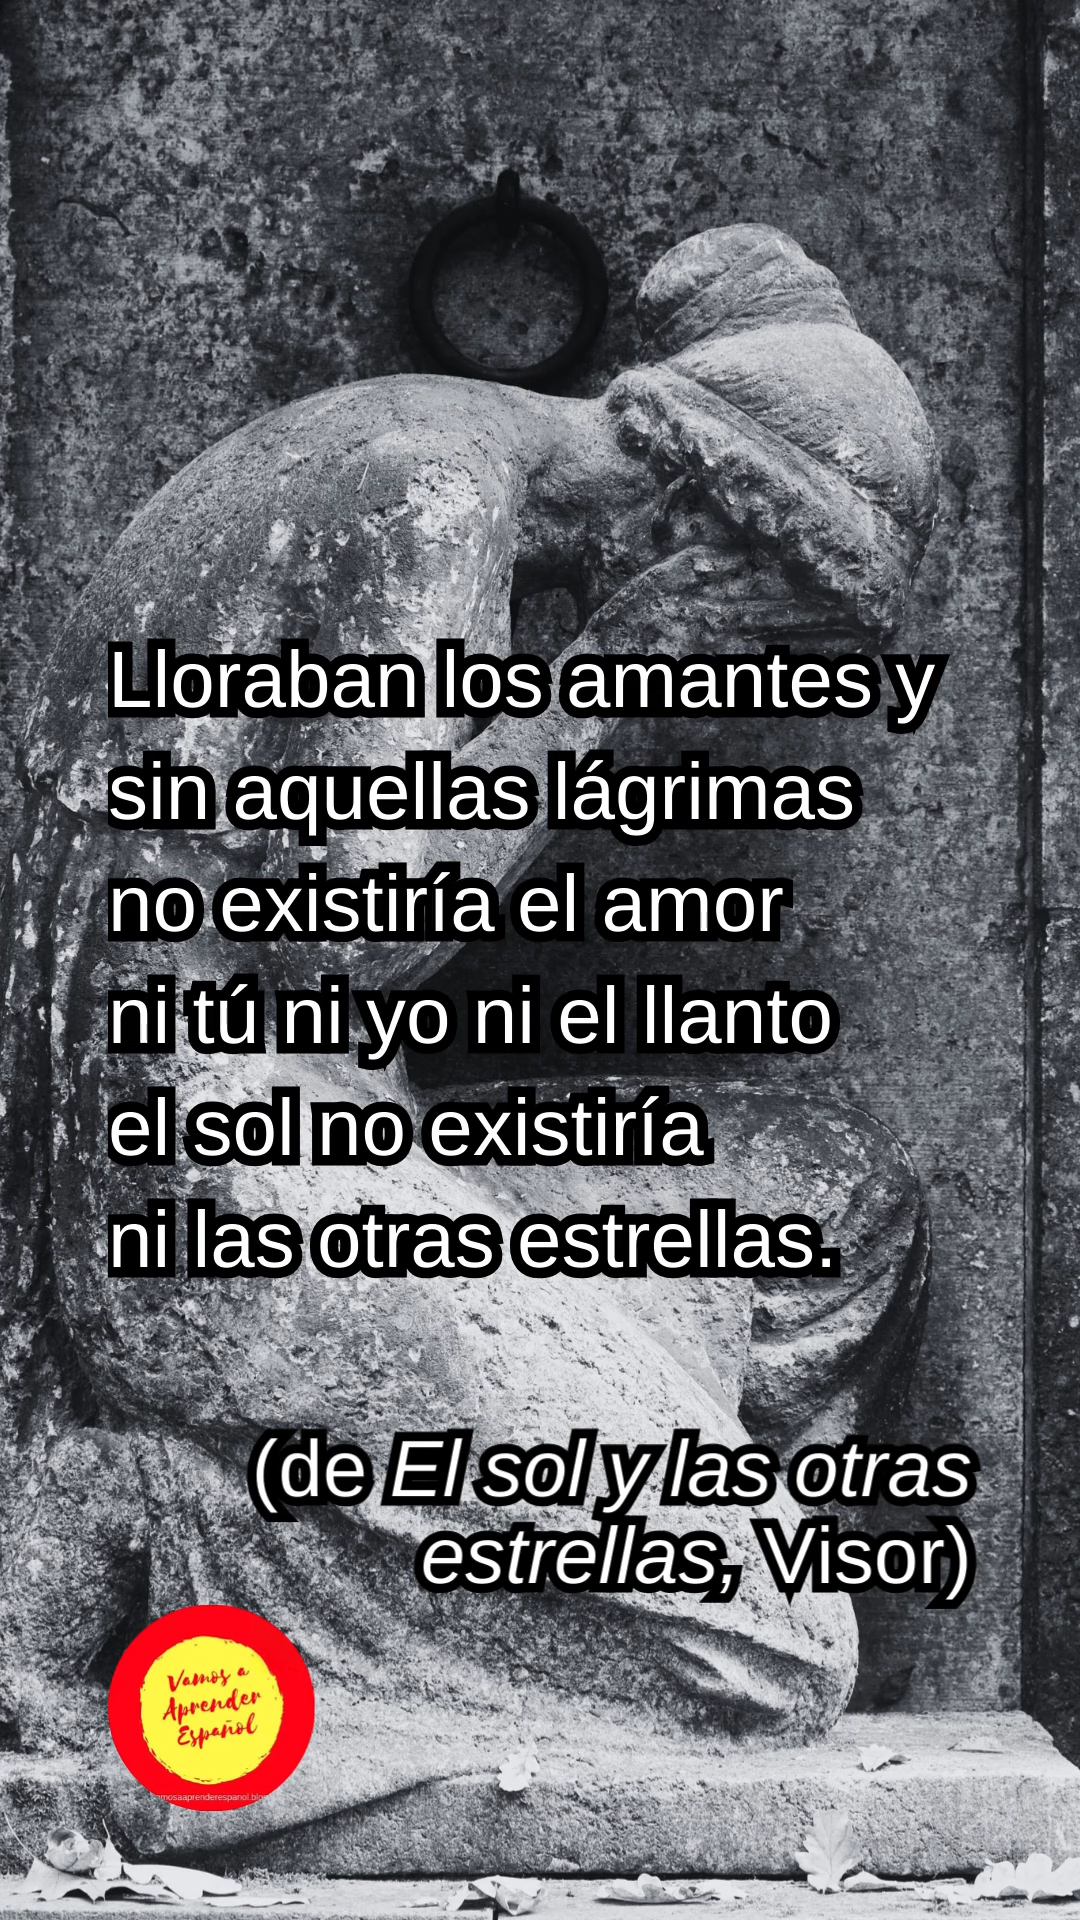 Lloraban los amantes y
sin aquellas lágrimas
no existiría el amor
ni tú ni yo ni el llanto
el sol no existiría
ni las otras estrellas.
(de El sol y las otras
estrellas, Visor)
Vamos a
Aprender
Español